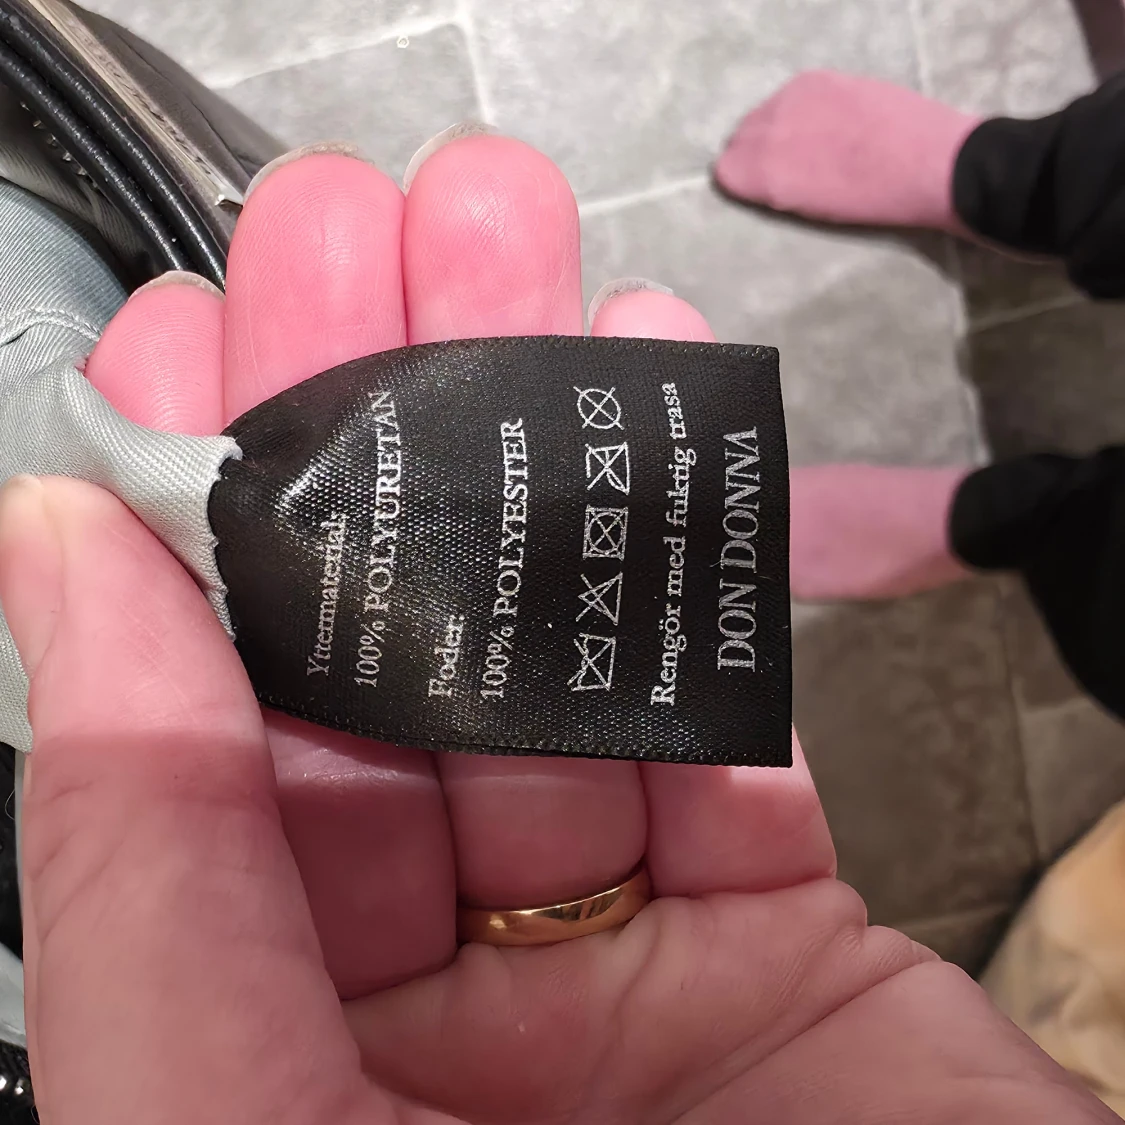 Yttermaterial:
100% POLYURETAN
Foder:
100% POLYESTER
Rengör med fuktig trasa
DON DONNA